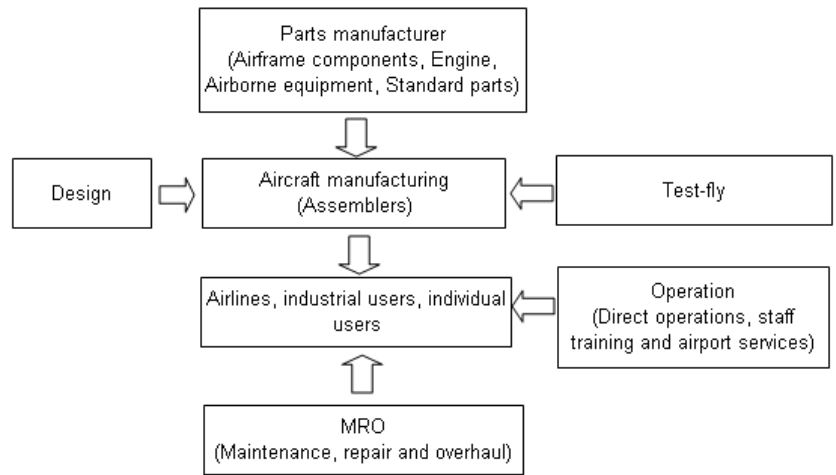 Parts manufacturer
(Airframe components, Engine,
Airborne equipment, Standard parts)
Design
Aircraft manufacturing
(Assemblers)
Test-fly
Airlines, industrial users, individual
users
Operation
(Direct operations, staff
training and airport services)
MRO
(Maintenance, repair and overhaul)